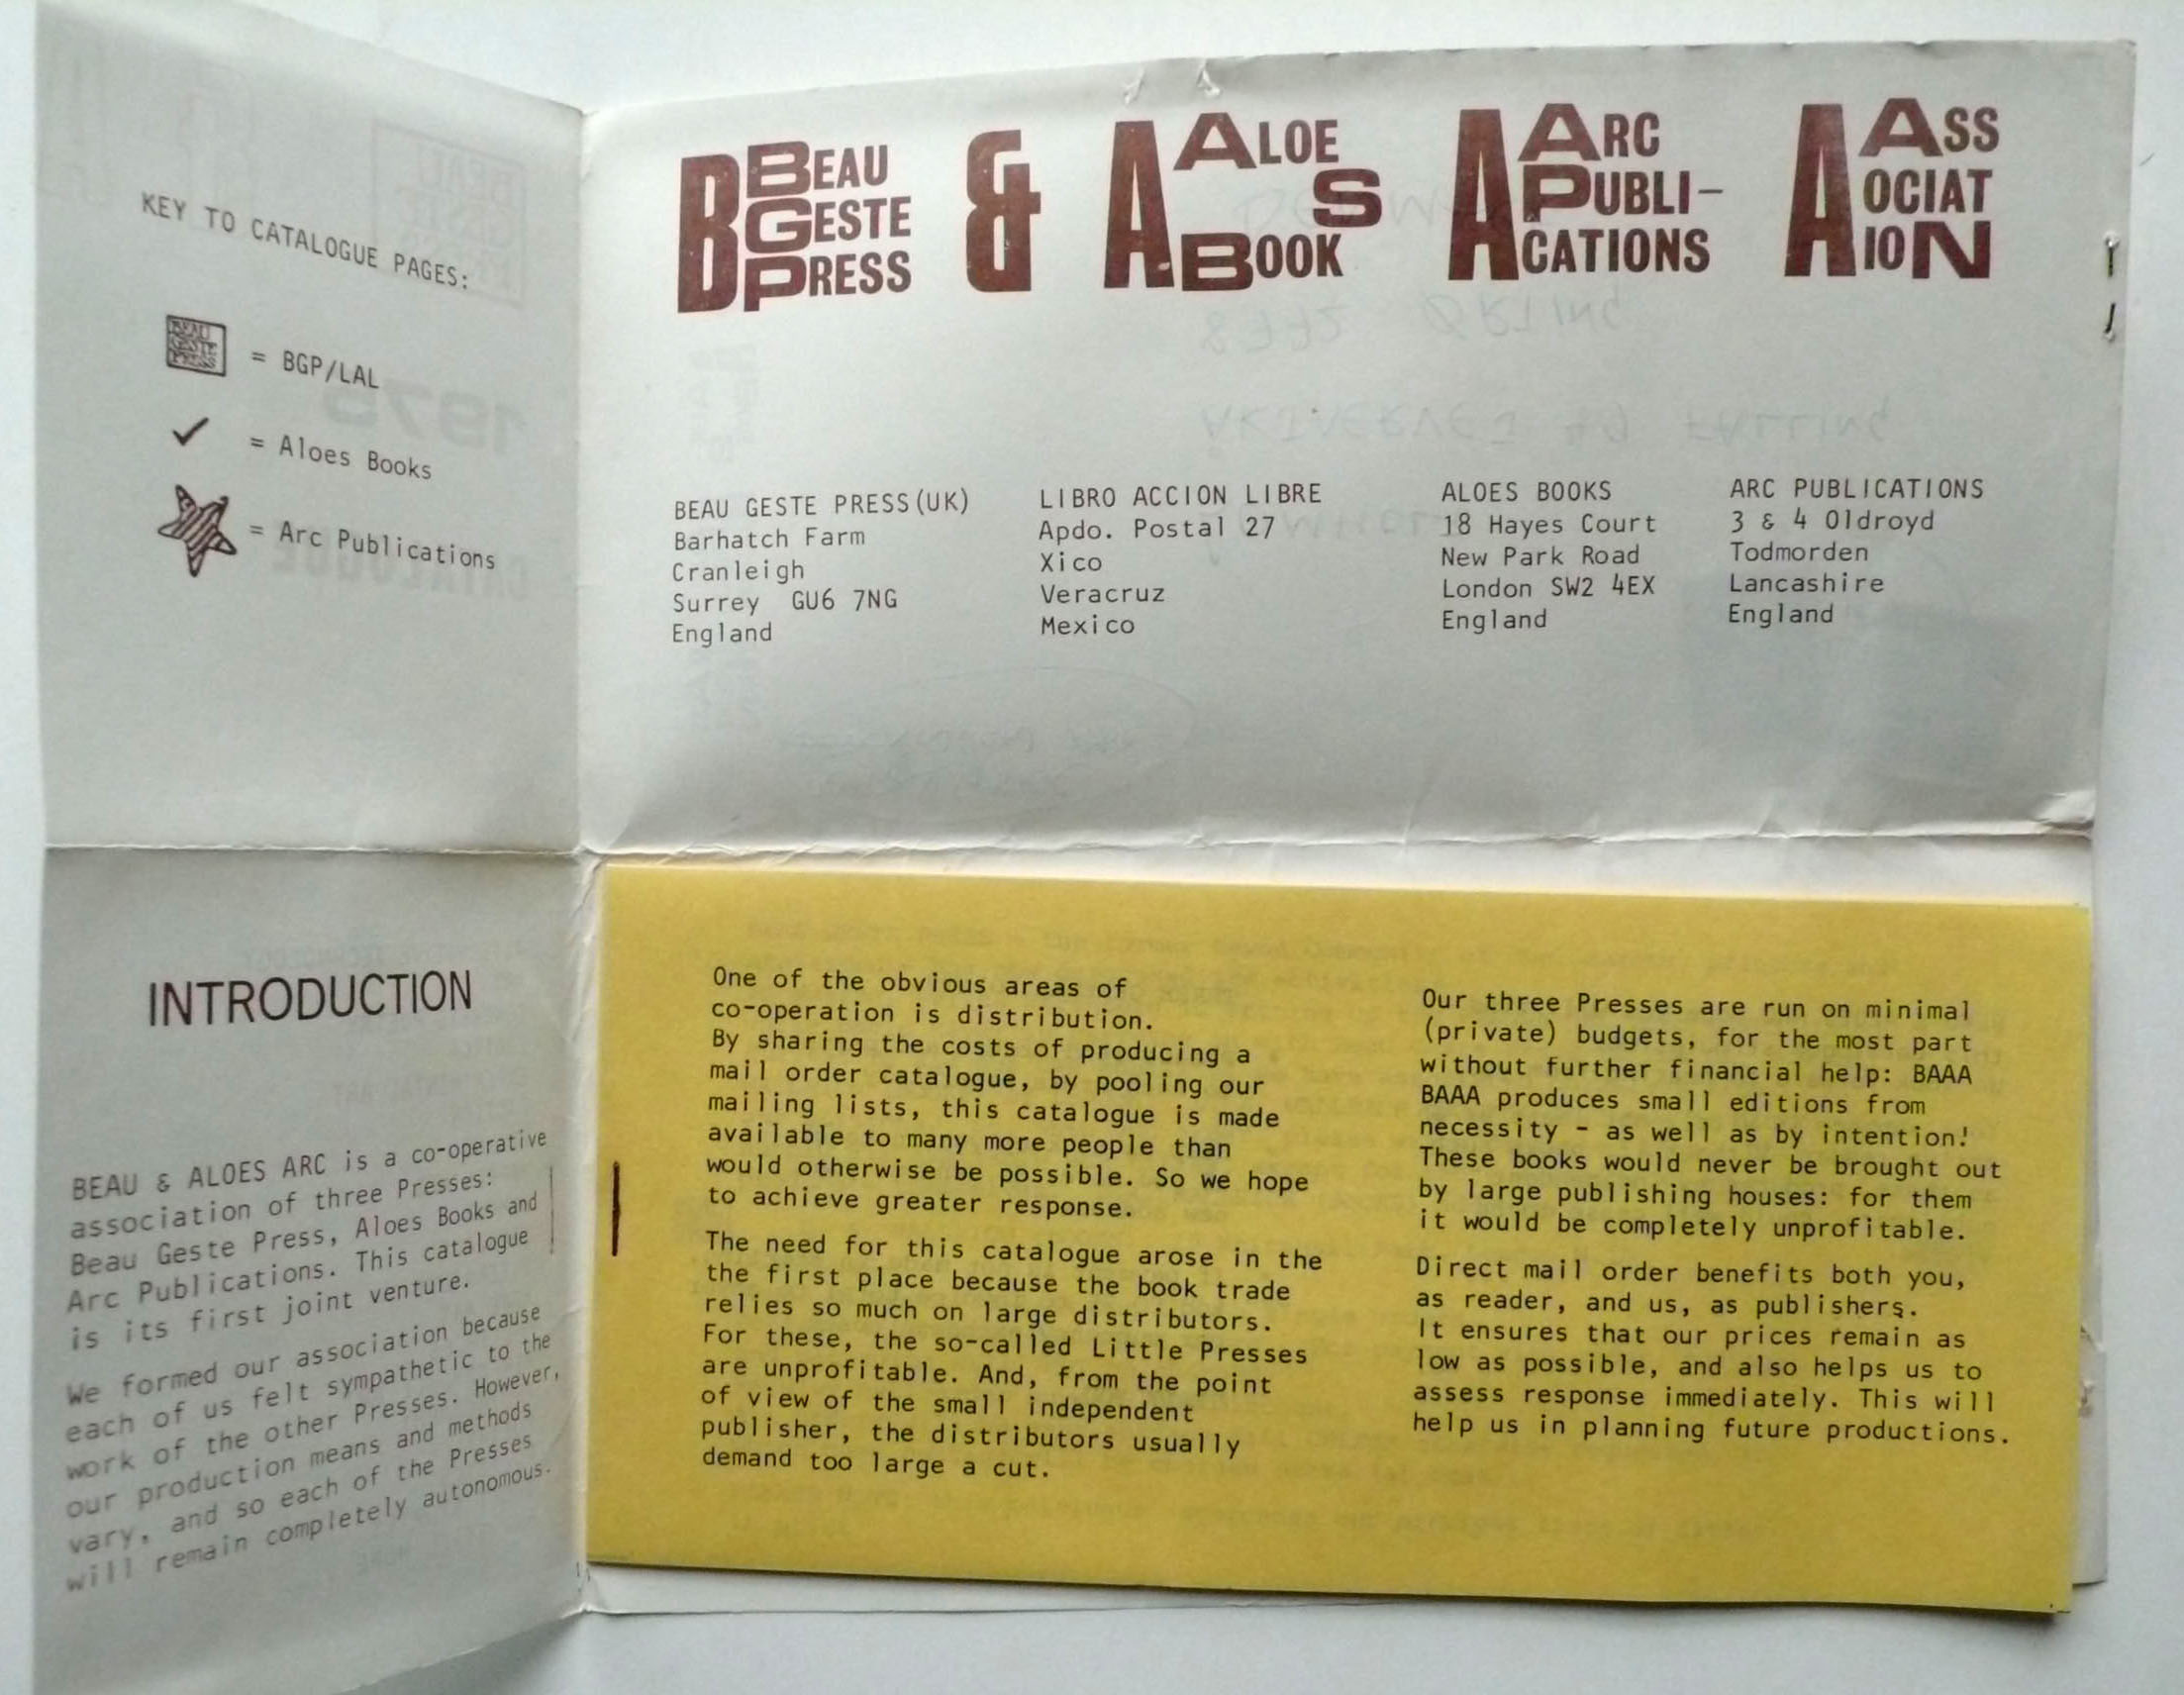 KEY TO CATALOGUE PAGES:
BEAU
GESTE
PRESS
= BGP/LAL
= Aloes Books
= Arc Publications
B BEAU
GESTE
PRESS
&
A ALOE
S
BOOK
A ARC
PUBLI-
CATIONS
A ASS
OCIAT
ION
BEAU GESTE PRESS(UK)
Barhatch Farm
Cranleigh
Surrey GU6 7NG
England
LIBRO ACCION LIBRE
Apdo. Postal 27
Xico
Veracruz
Mexico
ALOES BOOKS
18 Hayes Court
New Park Road
London SW2 4EX
England
ARC PUBLICATIONS
3 & 4 Oldroyd
Todmorden
Lancashire
England
INTRODUCTION
BEAU & ALOES ARC is a co-operative
association of three Presses:
Beau Geste Press, Aloes Books and
Arc Publications. This catalogue
is its first joint venture.
We formed our association because
each of us felt sympathetic to the
work of the other Presses. However,
our production means and methods
vary, and so each of the Presses
will remain completely autonomous.
One of the obvious areas of
co-operation is distribution.
By sharing the costs of producing a
mail order catalogue, by pooling our
mailing lists, this catalogue is made
available to many more people than
would otherwise be possible. So we hope
to achieve greater response.
The need for this catalogue arose in the
the first place because the book trade
relies so much on large distributors.
For these, the so-called Little Presses
are unprofitable. And, from the point
of view of the small independent
publisher, the distributors usually
demand too large a cut.
Our three Presses are run on minimal
(private) budgets, for the most part
without further financial help: BAAA
BAAA produces small editions from
necessity - as well as by intention!
These books would never be brought out
by large publishing houses: for them
it would be completely unprofitable.
Direct mail order benefits both you,
as reader, and us, as publishers.
It ensures that our prices remain as
low as possible, and also helps us to
assess response immediately. This will
help us in planning future productions.